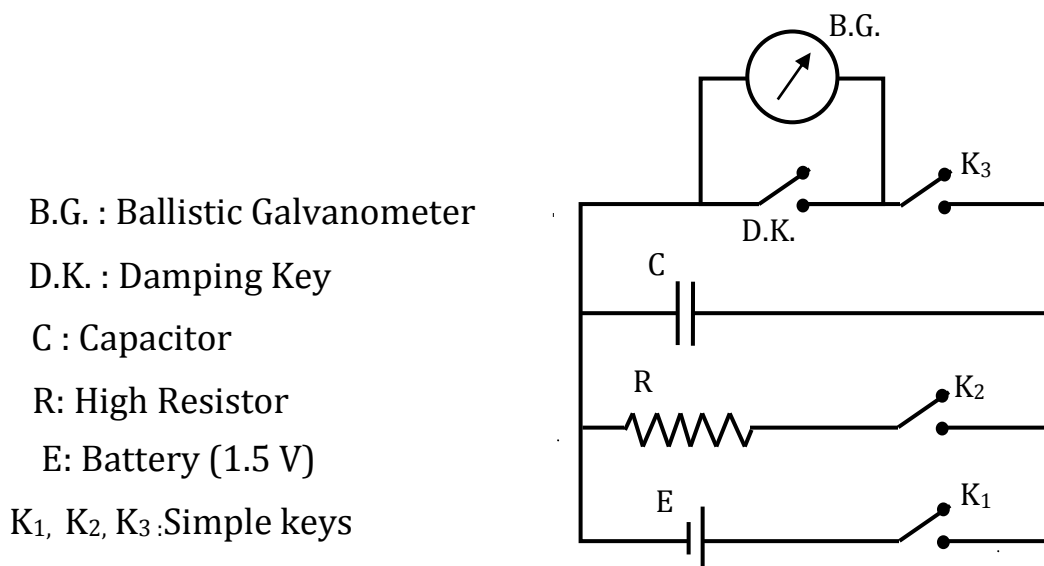 B.G.
K₃
B.G. : Ballistic Galvanometer
D.K.
D.K. : Damping Key
C
C : Capacitor
R
K₂
R: High Resistor
E: Battery (1.5 V)
E
K₁
K₁, K₂, K₃ :Simple keys